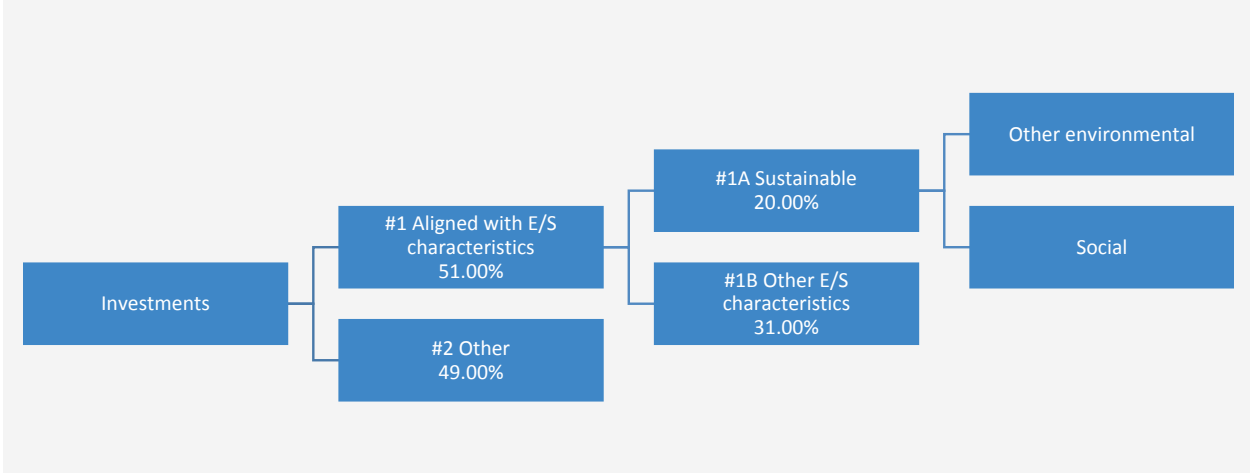 Investments
#1 Aligned with E/S
characteristics
51.00%
#2 Other
49.00%
#1A Sustainable
20.00%
#1B Other E/S
characteristics
31.00%
Other environmental
Social